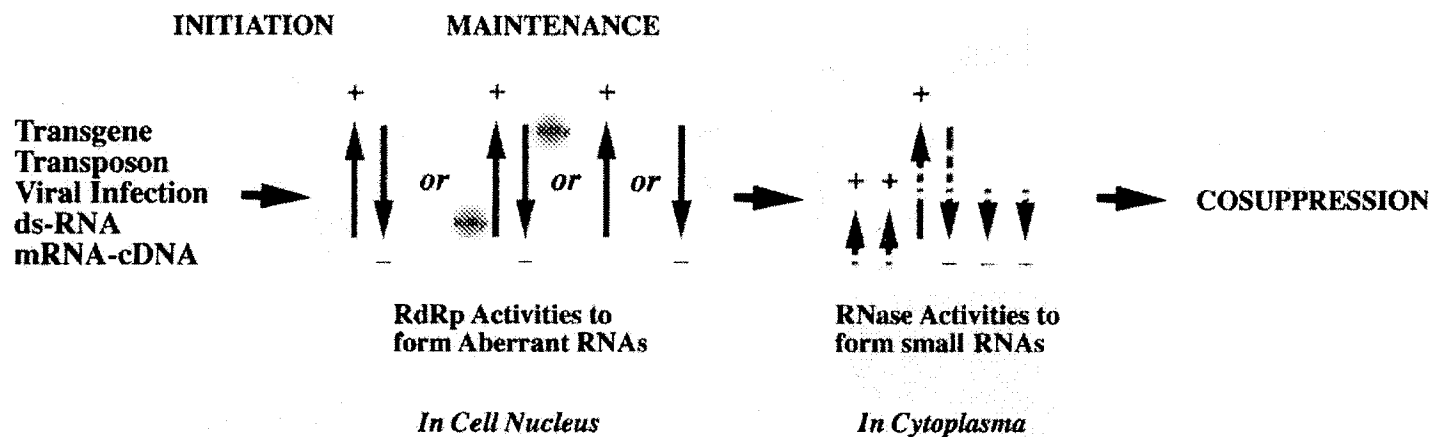 INITIATION MAINTENANCE
+ + + +
Transgene
Transposon
Viral Infection
ds-RNA
mRNA-cDNA
or or or
+ +
COSUPPRESSION
− − − − − −
RdRp Activities to
form Aberrant RNAs
RNase Activities to
form small RNAs
In Cell Nucleus
In Cytoplasma